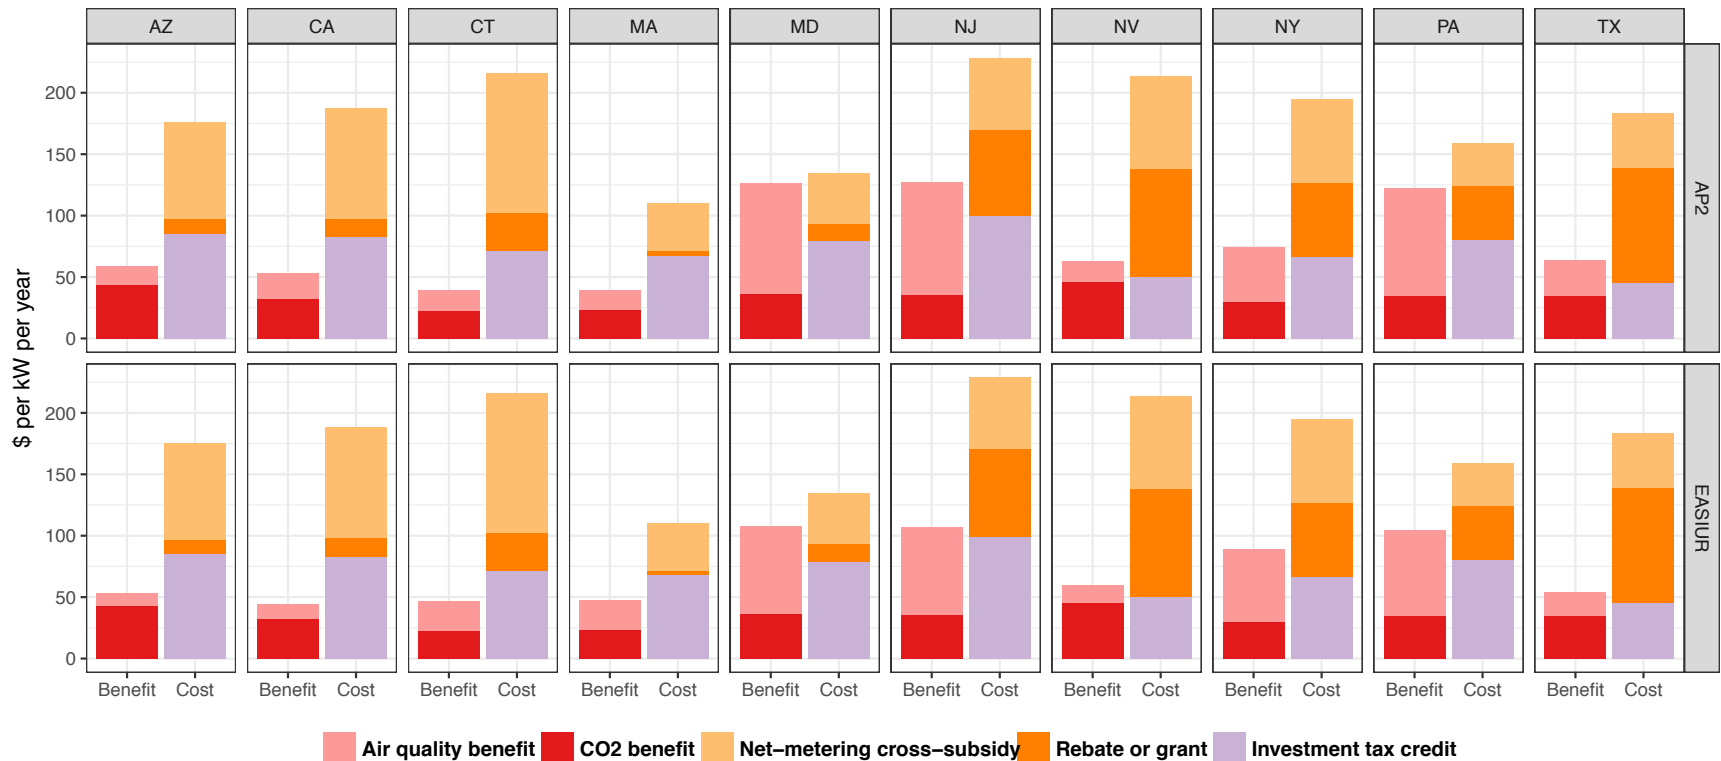 AZ CA CT MA MD NJ NV NY PA TX
200
150
100
50
0
AP2
$ per kW per year
200
150
100
50
0
EASIUR
Benefit Cost Benefit Cost Benefit Cost Benefit Cost Benefit Cost Benefit Cost Benefit Cost Benefit Cost Benefit Cost Benefit Cost
Air quality benefit CO2 benefit Net−metering cross−subsidy Rebate or grant Investment tax credit